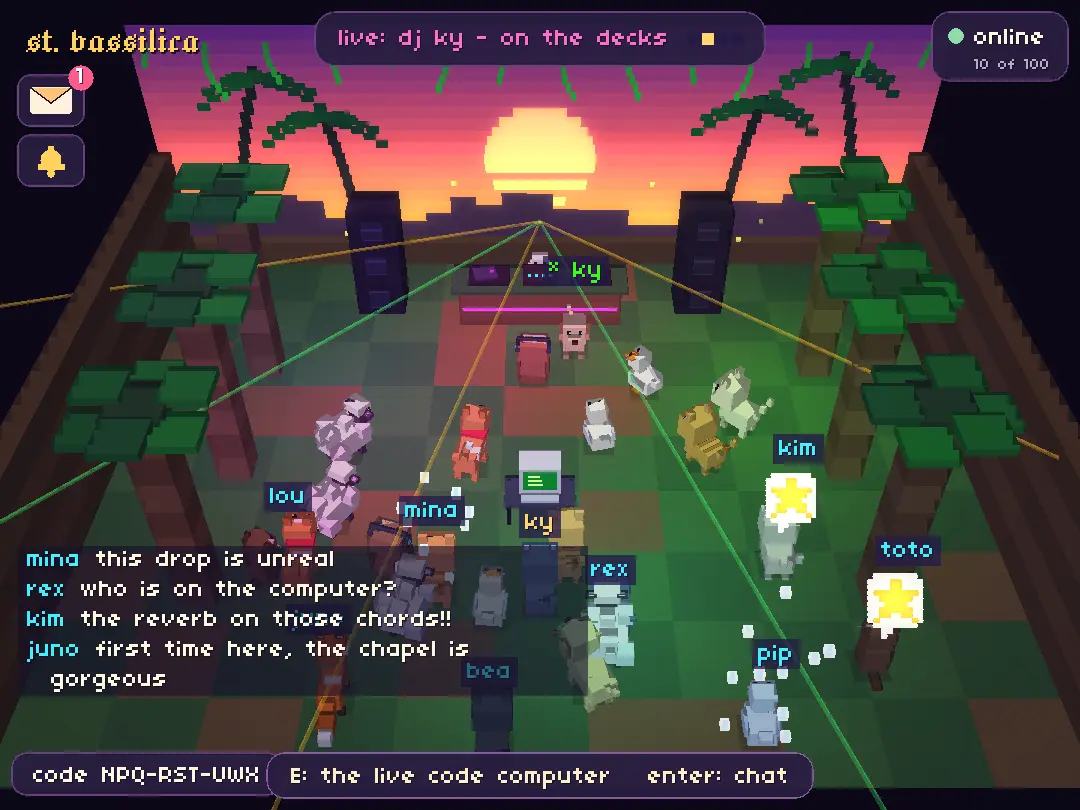 st. bassilica
live: dj ky - on the decks
online
10 of 100
1
ky
kim
lou
mina
ky
toto
rex
mina this drop is unreal
rex who is on the computer?
kim the reverb on those chords!!
juno first time here, the chapel is
gorgeous
pip
bea
code NPQ-RST-UWX
E: the live code computer enter: chat